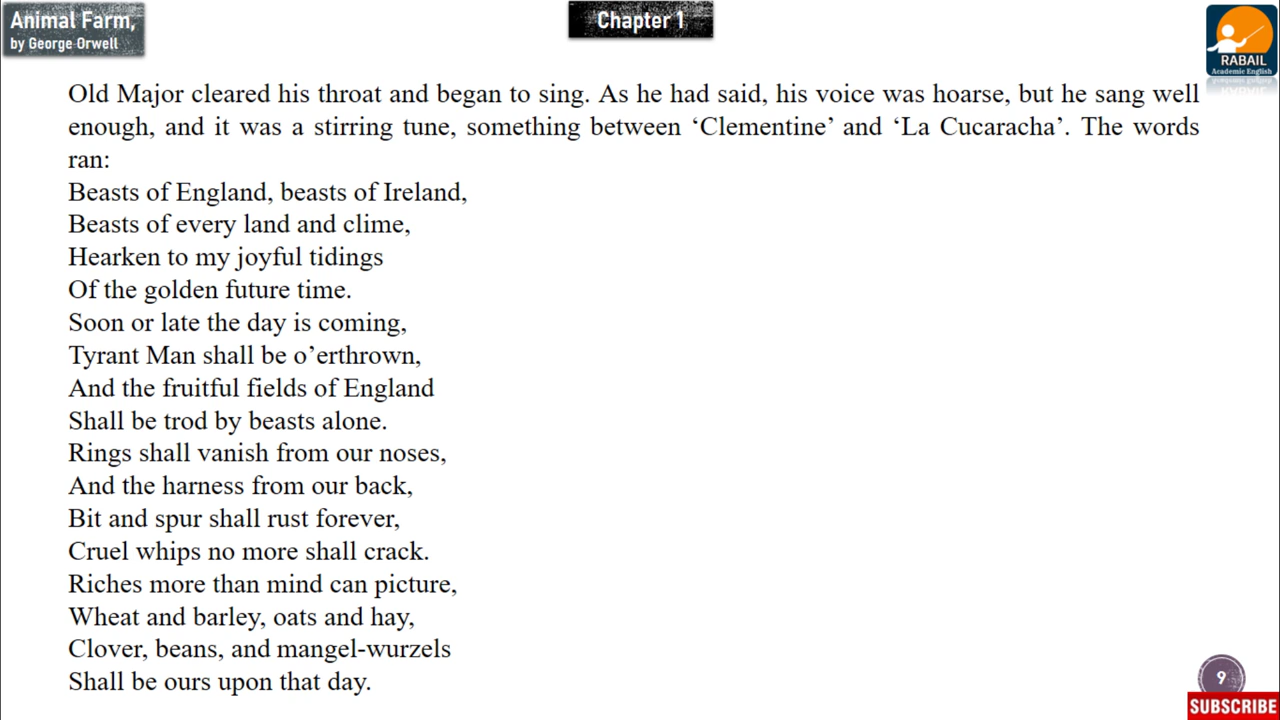 Animal Farm,
by George Orwell
Chapter 1
RABAIL
Academic English
Old Major cleared his throat and began to sing. As he had said, his voice was hoarse, but he sang well
enough, and it was a stirring tune, something between ‘Clementine’ and ‘La Cucaracha’. The words
ran:
Beasts of England, beasts of Ireland,
Beasts of every land and clime,
Hearken to my joyful tidings
Of the golden future time.
Soon or late the day is coming,
Tyrant Man shall be o’erthrown,
And the fruitful fields of England
Shall be trod by beasts alone.
Rings shall vanish from our noses,
And the harness from our back,
Bit and spur shall rust forever,
Cruel whips no more shall crack.
Riches more than mind can picture,
Wheat and barley, oats and hay,
Clover, beans, and mangel-wurzels
Shall be ours upon that day.
9
SUBSCRIBE